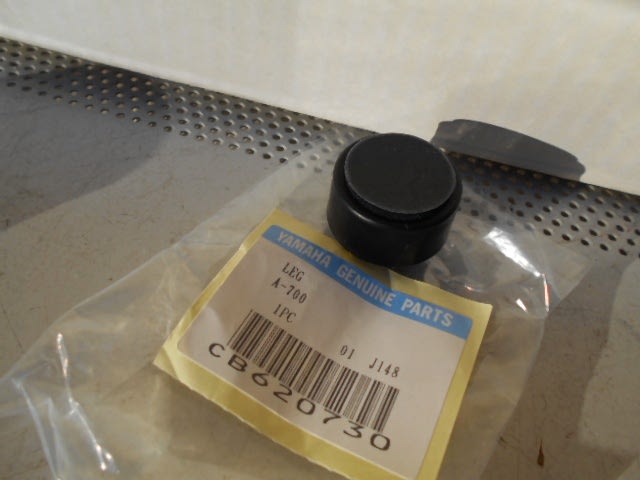 YAMAHA GENUINE PARTS
LEG
A-700
1PC
01 J148
CB620730